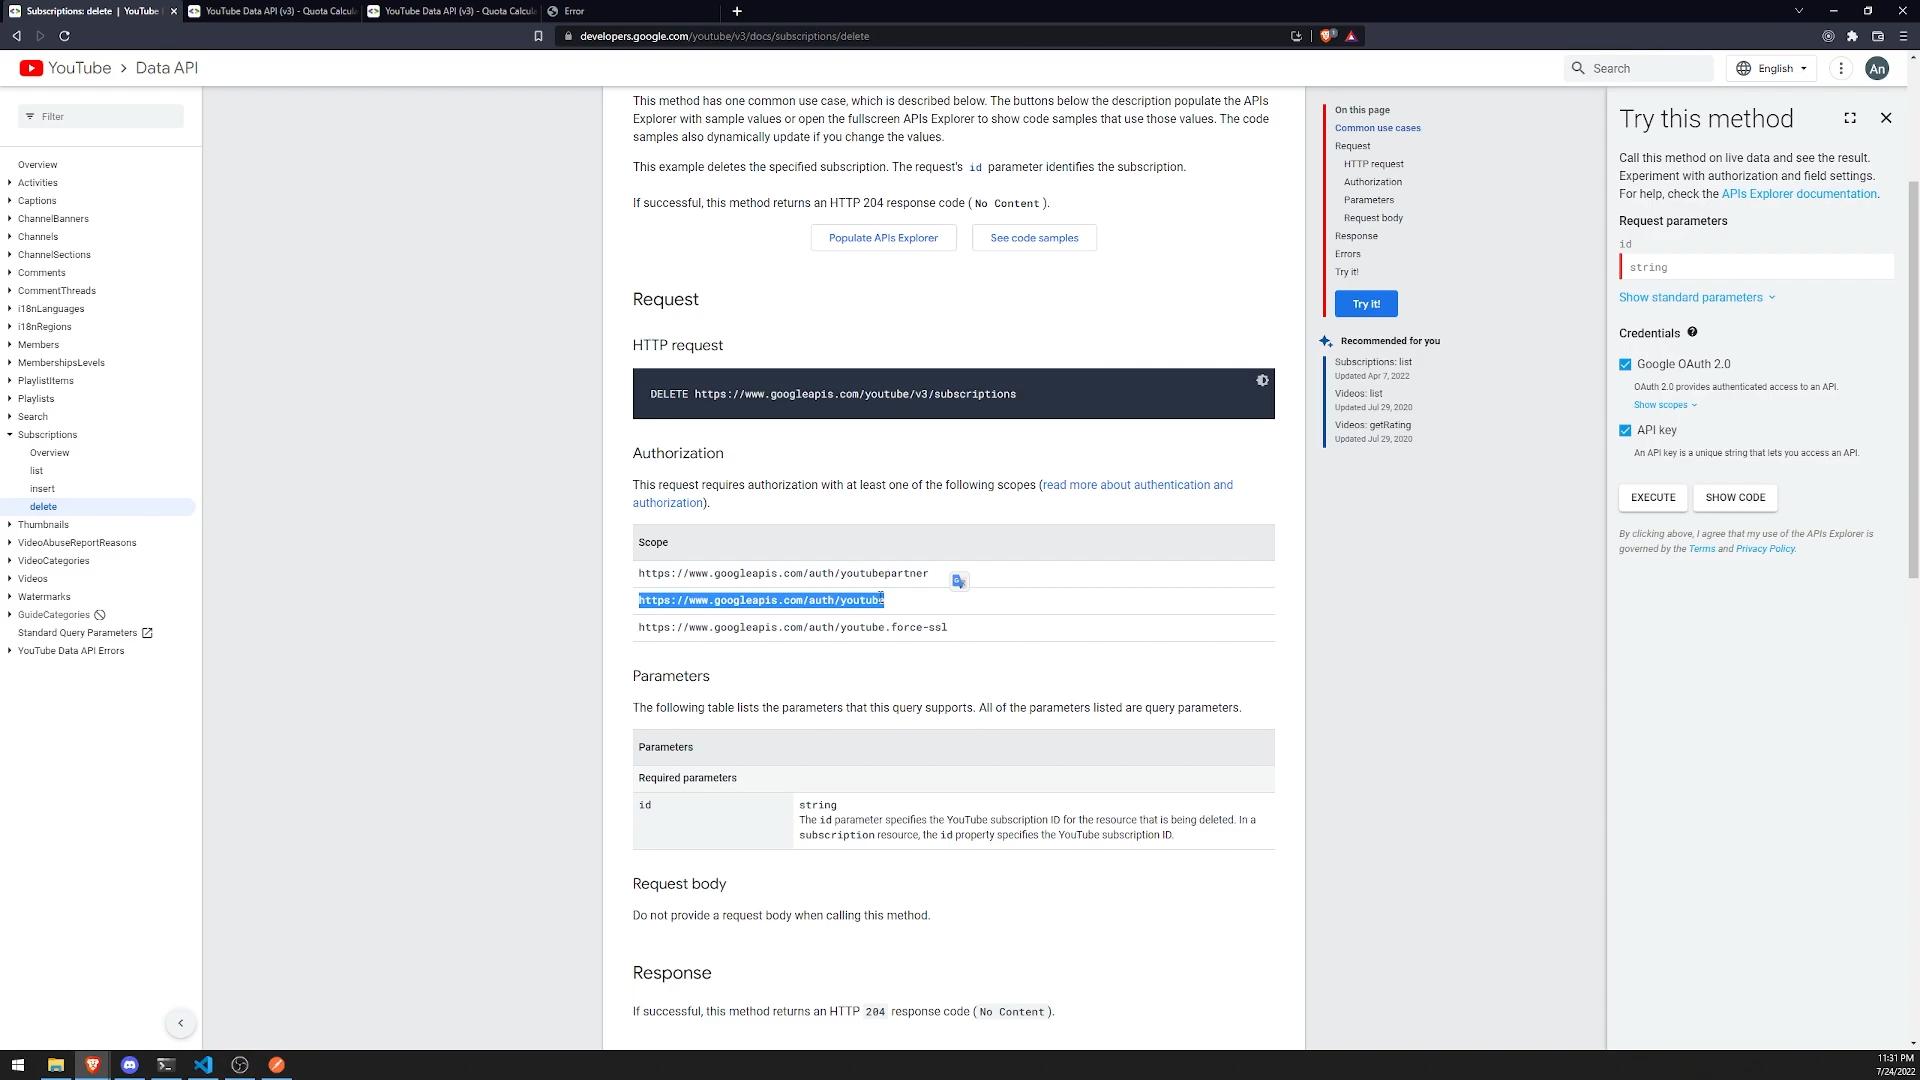 Subscriptions: delete | YouTube
YouTube Data API (v3) - Quota Calcula
YouTube Data API (v3) - Quota Calcula
Error
developers.google.com/youtube/v3/docs/subscriptions/delete
YouTube > Data API
Search
English
An
Filter
Overview
Activities
Captions
ChannelBanners
Channels
ChannelSections
Comments
CommentThreads
i18nLanguages
i18nRegions
Members
MembershipsLevels
PlaylistItems
Playlists
Search
Subscriptions
Overview
list
insert
delete
Thumbnails
VideoAbuseReportReasons
VideoCategories
Videos
Watermarks
GuideCategories
Standard Query Parameters
YouTube Data API Errors
This method has one common use case, which is described below. The buttons below the description populate the APIs
Explorer with sample values or open the fullscreen APIs Explorer to show code samples that use those values. The code
samples also dynamically update if you change the values.
This example deletes the specified subscription. The request's id parameter identifies the subscription.
If successful, this method returns an HTTP 204 response code (No Content).
Populate APIs Explorer
See code samples
Request
HTTP request
DELETE https://www.googleapis.com/youtube/v3/subscriptions
Authorization
This request requires authorization with at least one of the following scopes (read more about authentication and
authorization).
Scope
https://www.googleapis.com/auth/youtubepartner
https://www.googleapis.com/auth/youtube
https://www.googleapis.com/auth/youtube.force-ssl
Parameters
The following table lists the parameters that this query supports. All of the parameters listed are query parameters.
Parameters
Required parameters
id
string
The id parameter specifies the YouTube subscription ID for the resource that is being deleted. In a
subscription resource, the id property specifies the YouTube subscription ID.
Request body
Do not provide a request body when calling this method.
Response
If successful, this method returns an HTTP 204 response code (No Content).
On this page
Common use cases
Request
HTTP request
Authorization
Parameters
Request body
Response
Errors
Try it!
Try it!
Recommended for you
Subscriptions: list
Updated Apr 7, 2022
Videos: list
Updated Jul 29, 2020
Videos: getRating
Updated Jul 29, 2020
Try this method
Call this method on live data and see the result.
Experiment with authorization and field settings.
For help, check the APIs Explorer documentation.
Request parameters
id
string
Show standard parameters
Credentials
Google OAuth 2.0
OAuth 2.0 provides authenticated access to an API.
Show scopes
API key
An API key is a unique string that lets you access an API.
EXECUTE
SHOW CODE
By clicking above, I agree that my use of the APIs Explorer is
governed by the Terms and Privacy Policy.
11:31 PM
7/24/2022